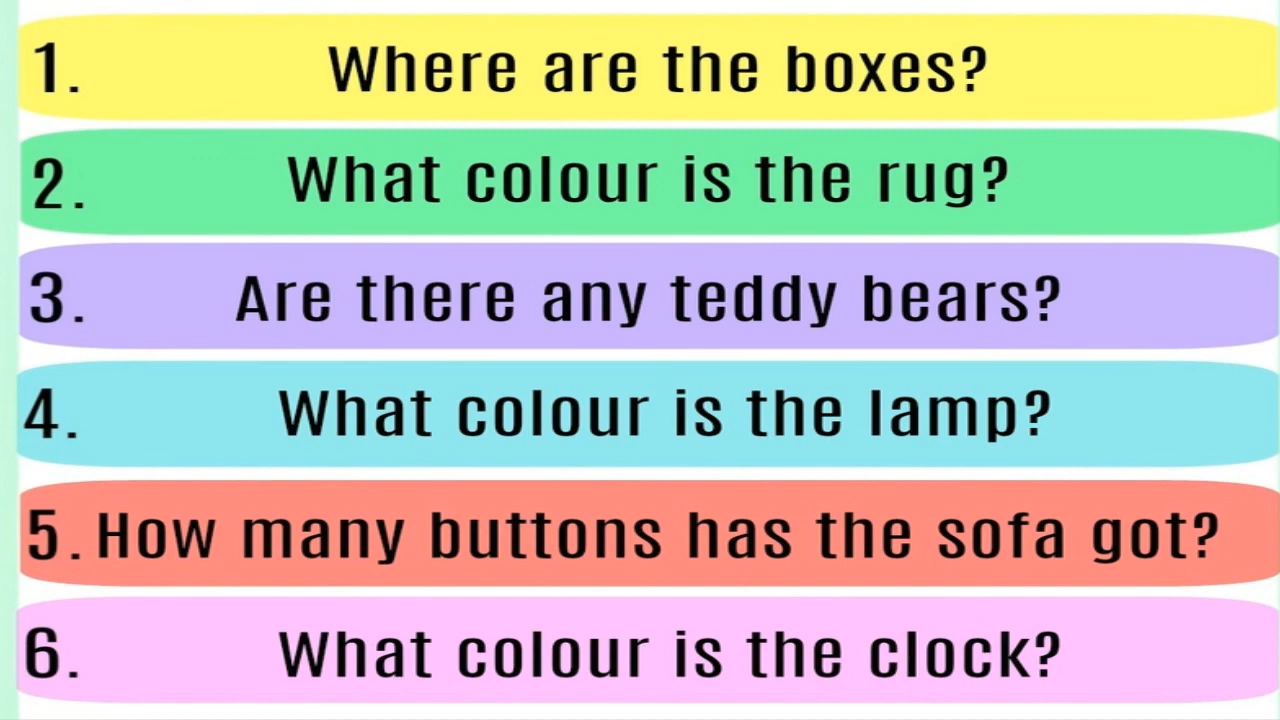 1. Where are the boxes?
2. What colour is the rug?
3. Are there any teddy bears?
4. What colour is the lamp?
5. How many buttons has the sofa got?
6. What colour is the clock?